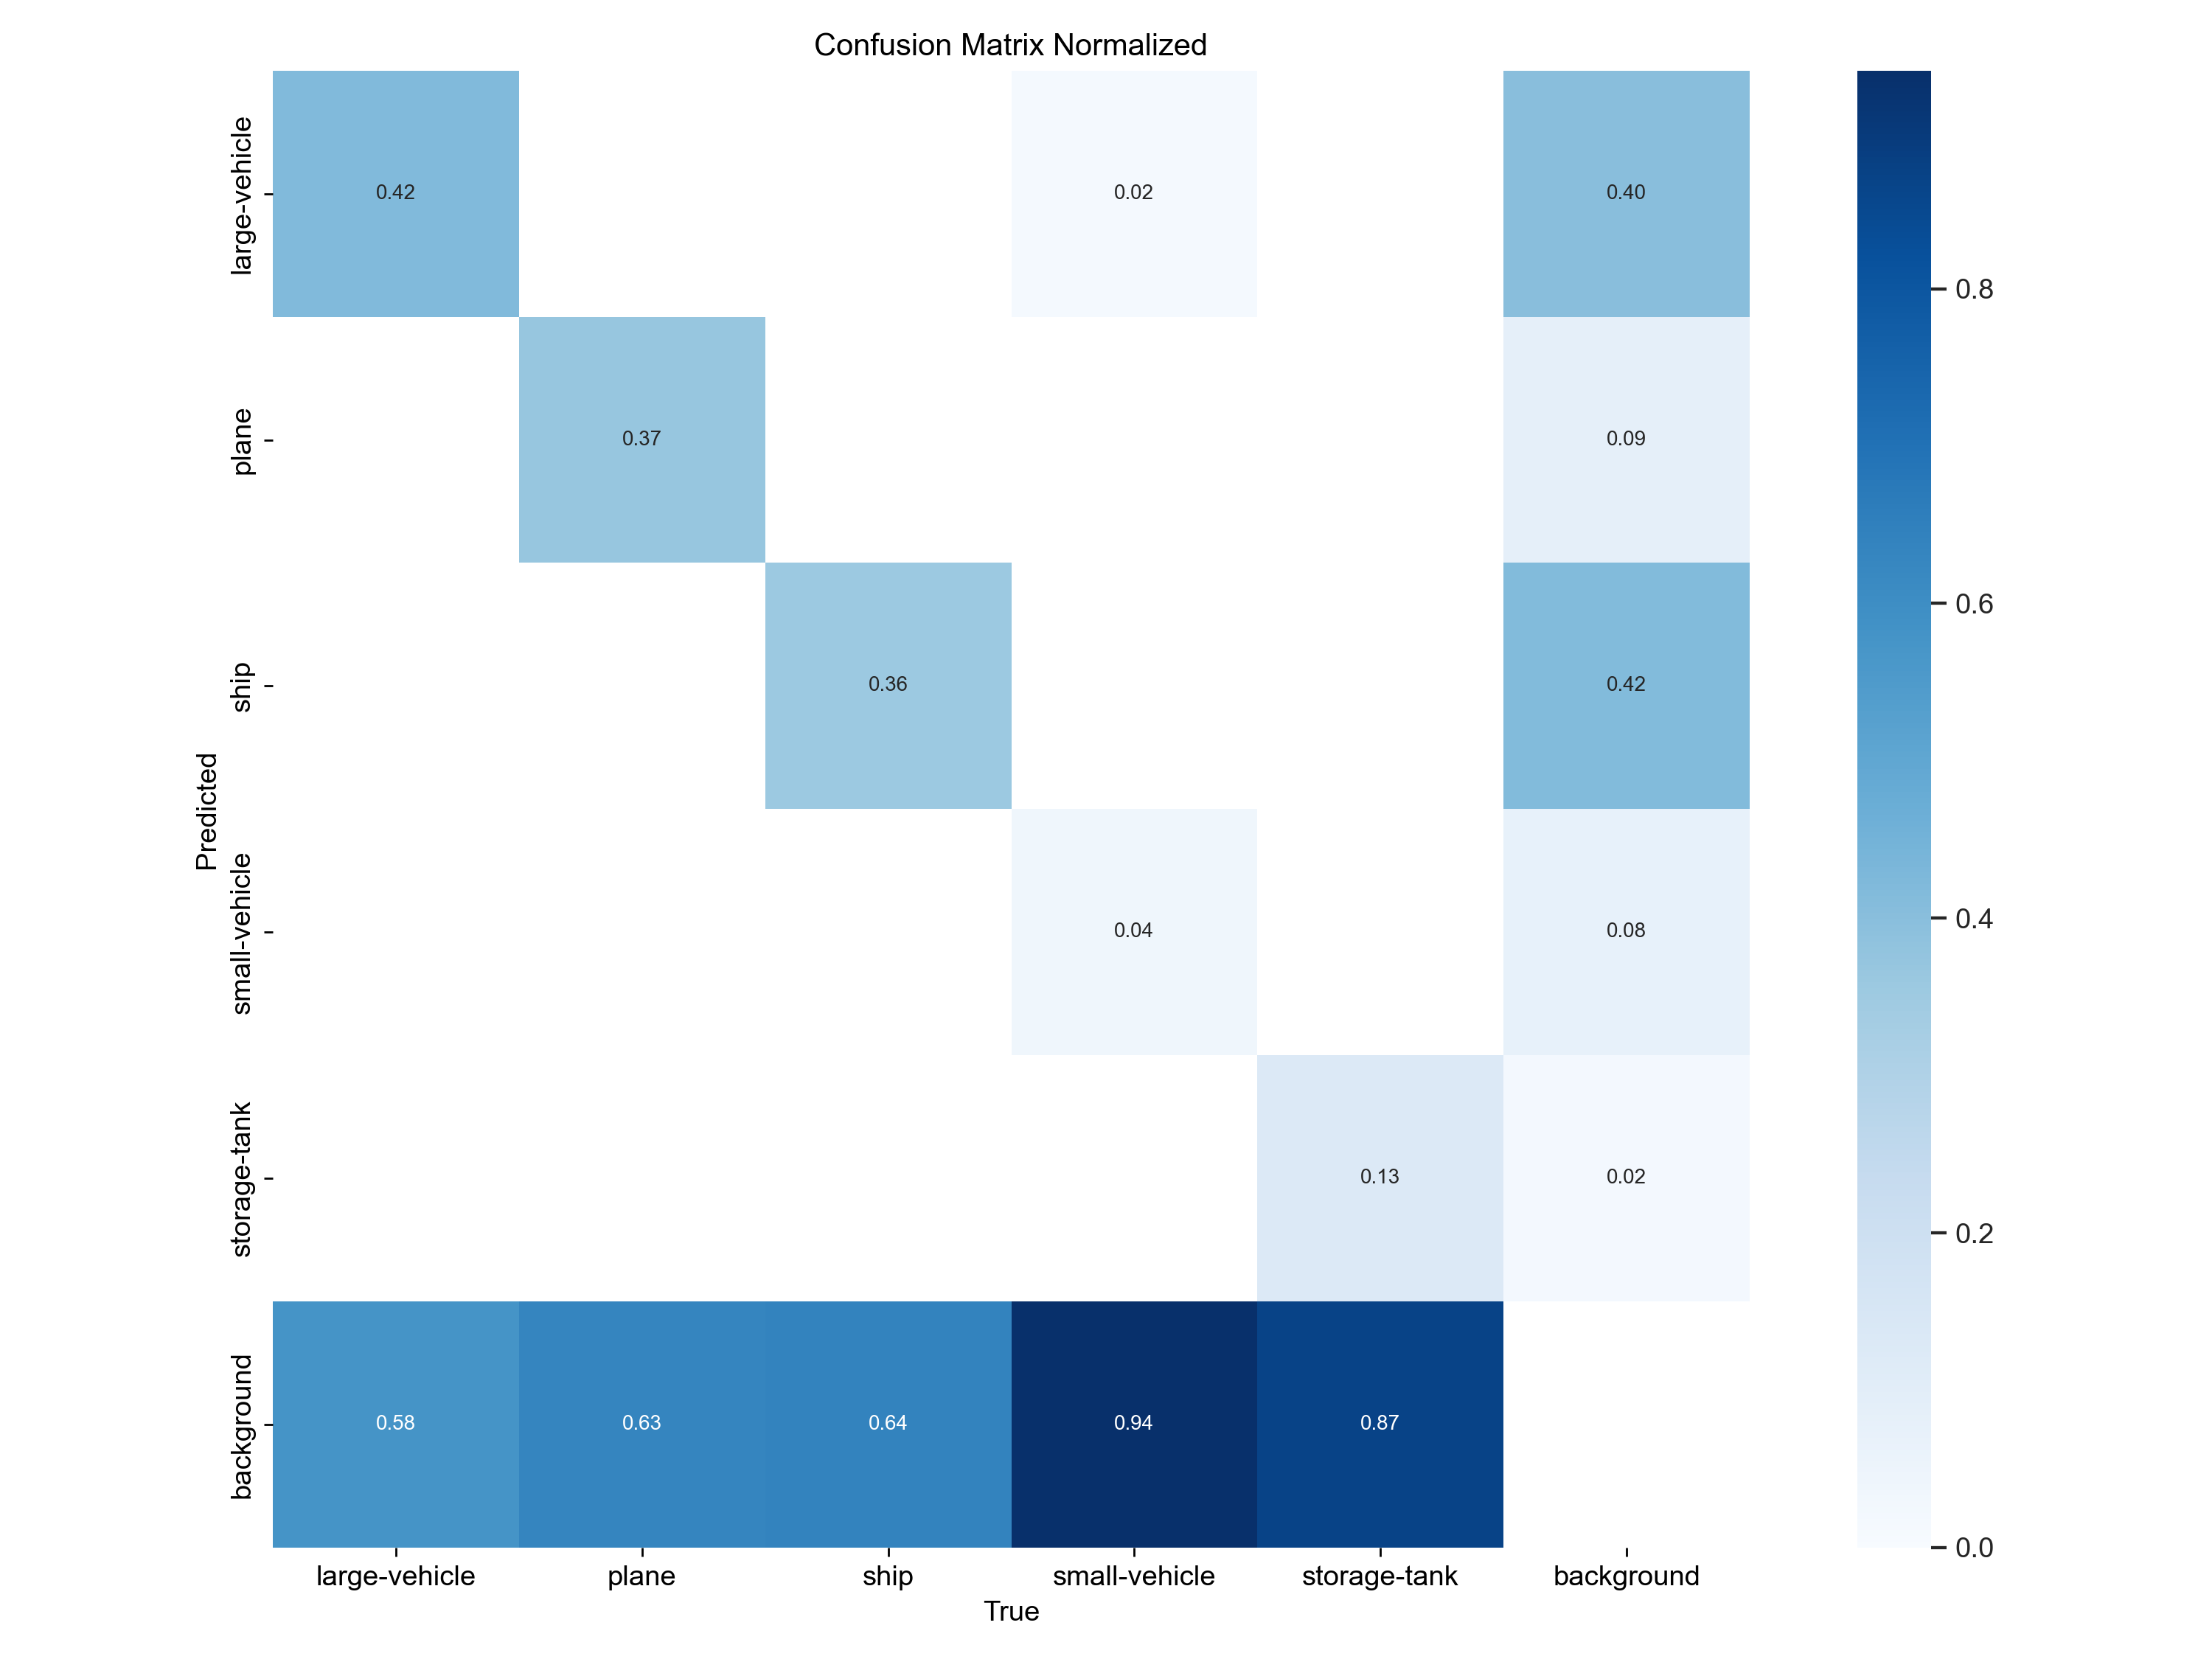 Confusion Matrix Normalized
large-vehicle
0.42
0.02
0.40
plane
0.37
0.09
ship
0.36
0.42
small-vehicle
0.04
0.08
storage-tank
0.13
0.02
background
0.58
0.63
0.64
0.94
0.87
Predicted
large-vehicle
plane
ship
small-vehicle
storage-tank
background
True
0.8
0.6
0.4
0.2
0.0